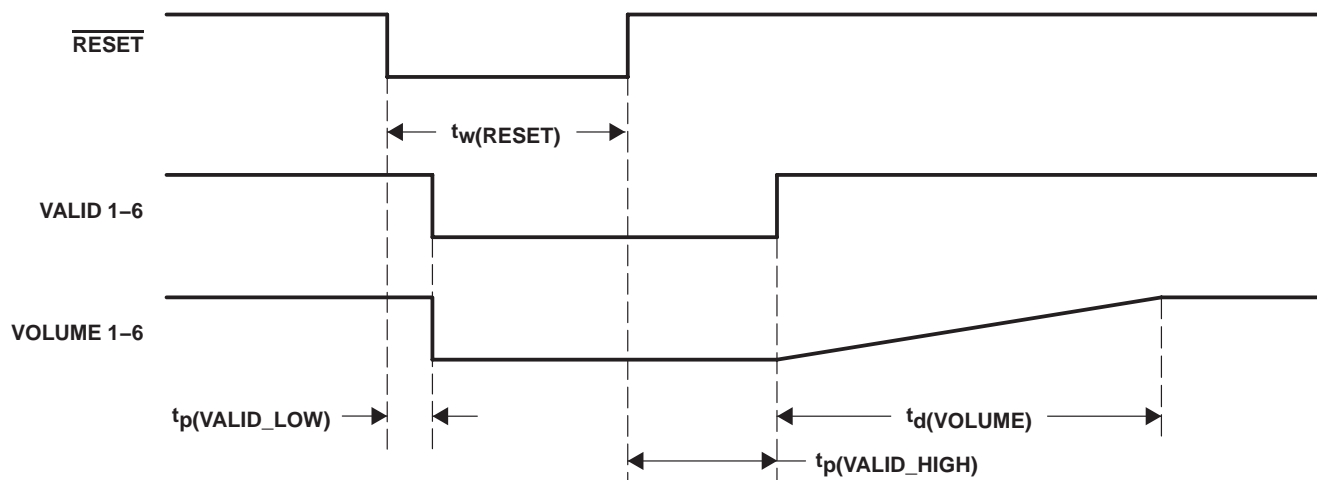 RESET
tw(RESET)
VALID 1–6
VOLUME 1–6
tp(VALID_LOW)
td(VOLUME)
tp(VALID_HIGH)